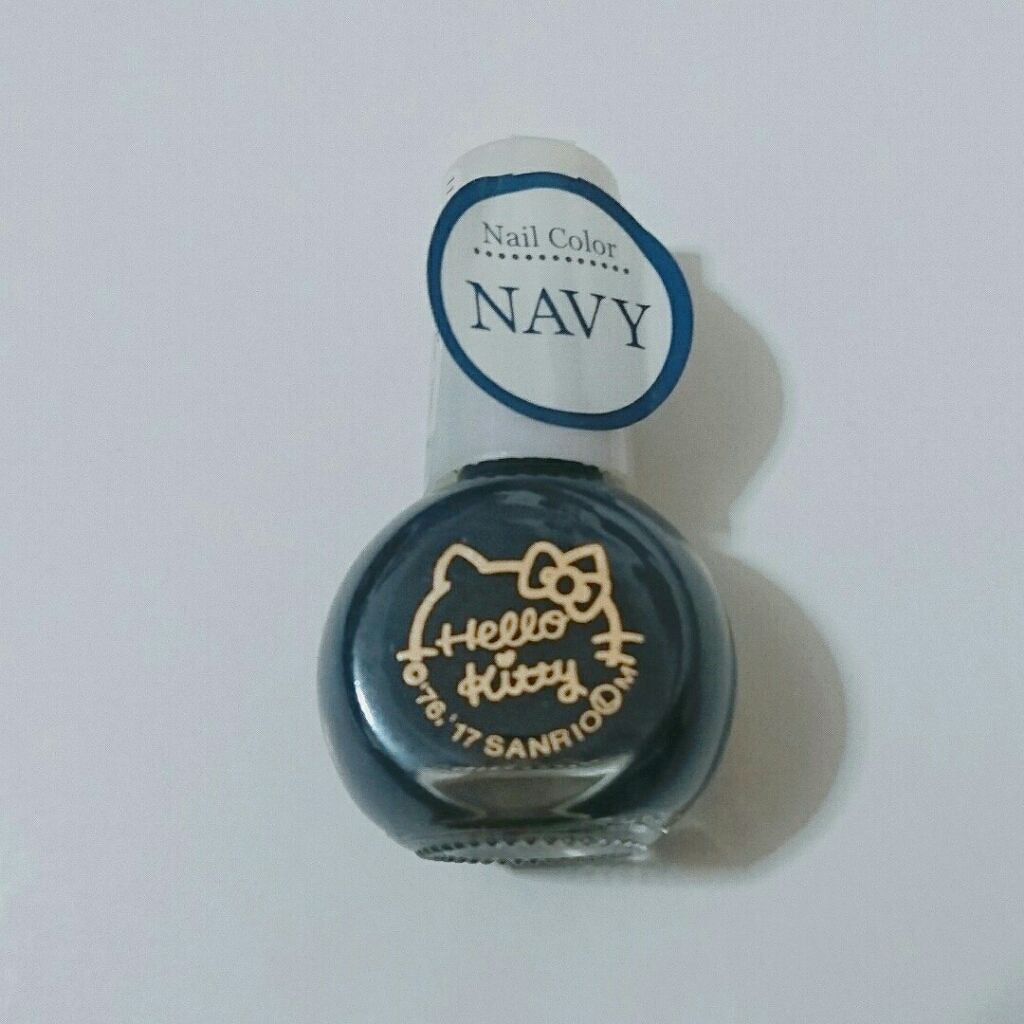 Nail Color
NAVY
Hello
Kitty
©'76,'17 SANRIO Ⓛ M